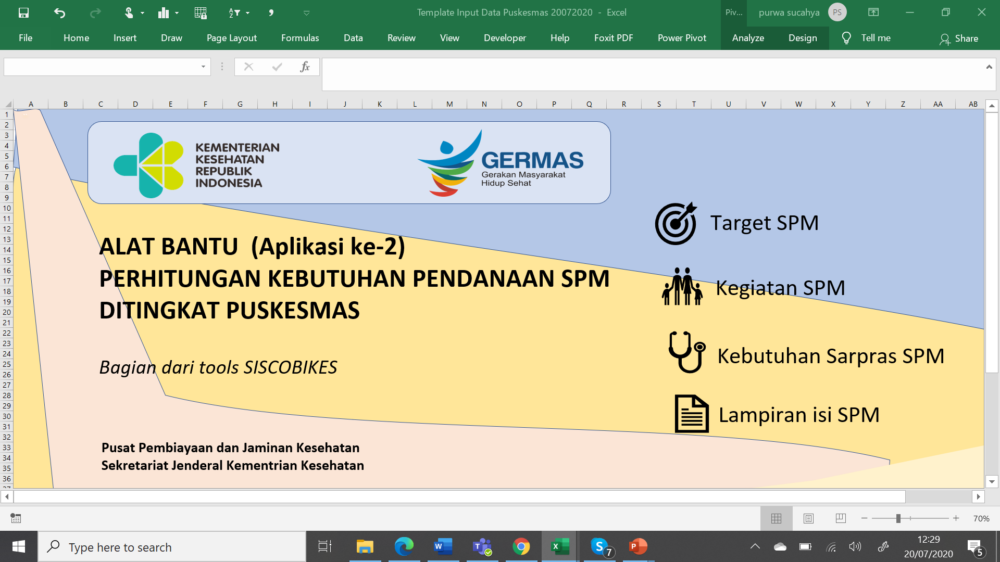 Template Input Data Puskesmas 20072020 - Excel
Piv...
purwa sucahya
PS
File Home Insert Draw Page Layout Formulas Data Review View Developer Help Foxit PDF Power Pivot Analyze Design Tell me Share
fx
A B C D E F G H I J K L M N O P Q R S T U V W X Y Z AA AB
1
2
3
4
5
6
7
8
9
10
11
12
13
14
15
16
17
18
19
20
21
22
23
24
25
26
27
28
29
30
31
32
33
34
35
36
37
KEMENTERIAN
KESEHATAN
REPUBLIK
INDONESIA
GERMAS
Gerakan Masyarakat
Hidup Sehat
ALAT BANTU (Aplikasi ke-2)
PERHITUNGAN KEBUTUHAN PENDANAAN SPM
DITINGKAT PUSKESMAS
Bagian dari tools SISCOBIKES
Pusat Pembiayaan dan Jaminan Kesehatan
Sekretariat Jenderal Kementrian Kesehatan
Target SPM
Kegiatan SPM
Kebutuhan Sarpras SPM
Lampiran isi SPM
70%
Type here to search
7
12:29
20/07/2020
5